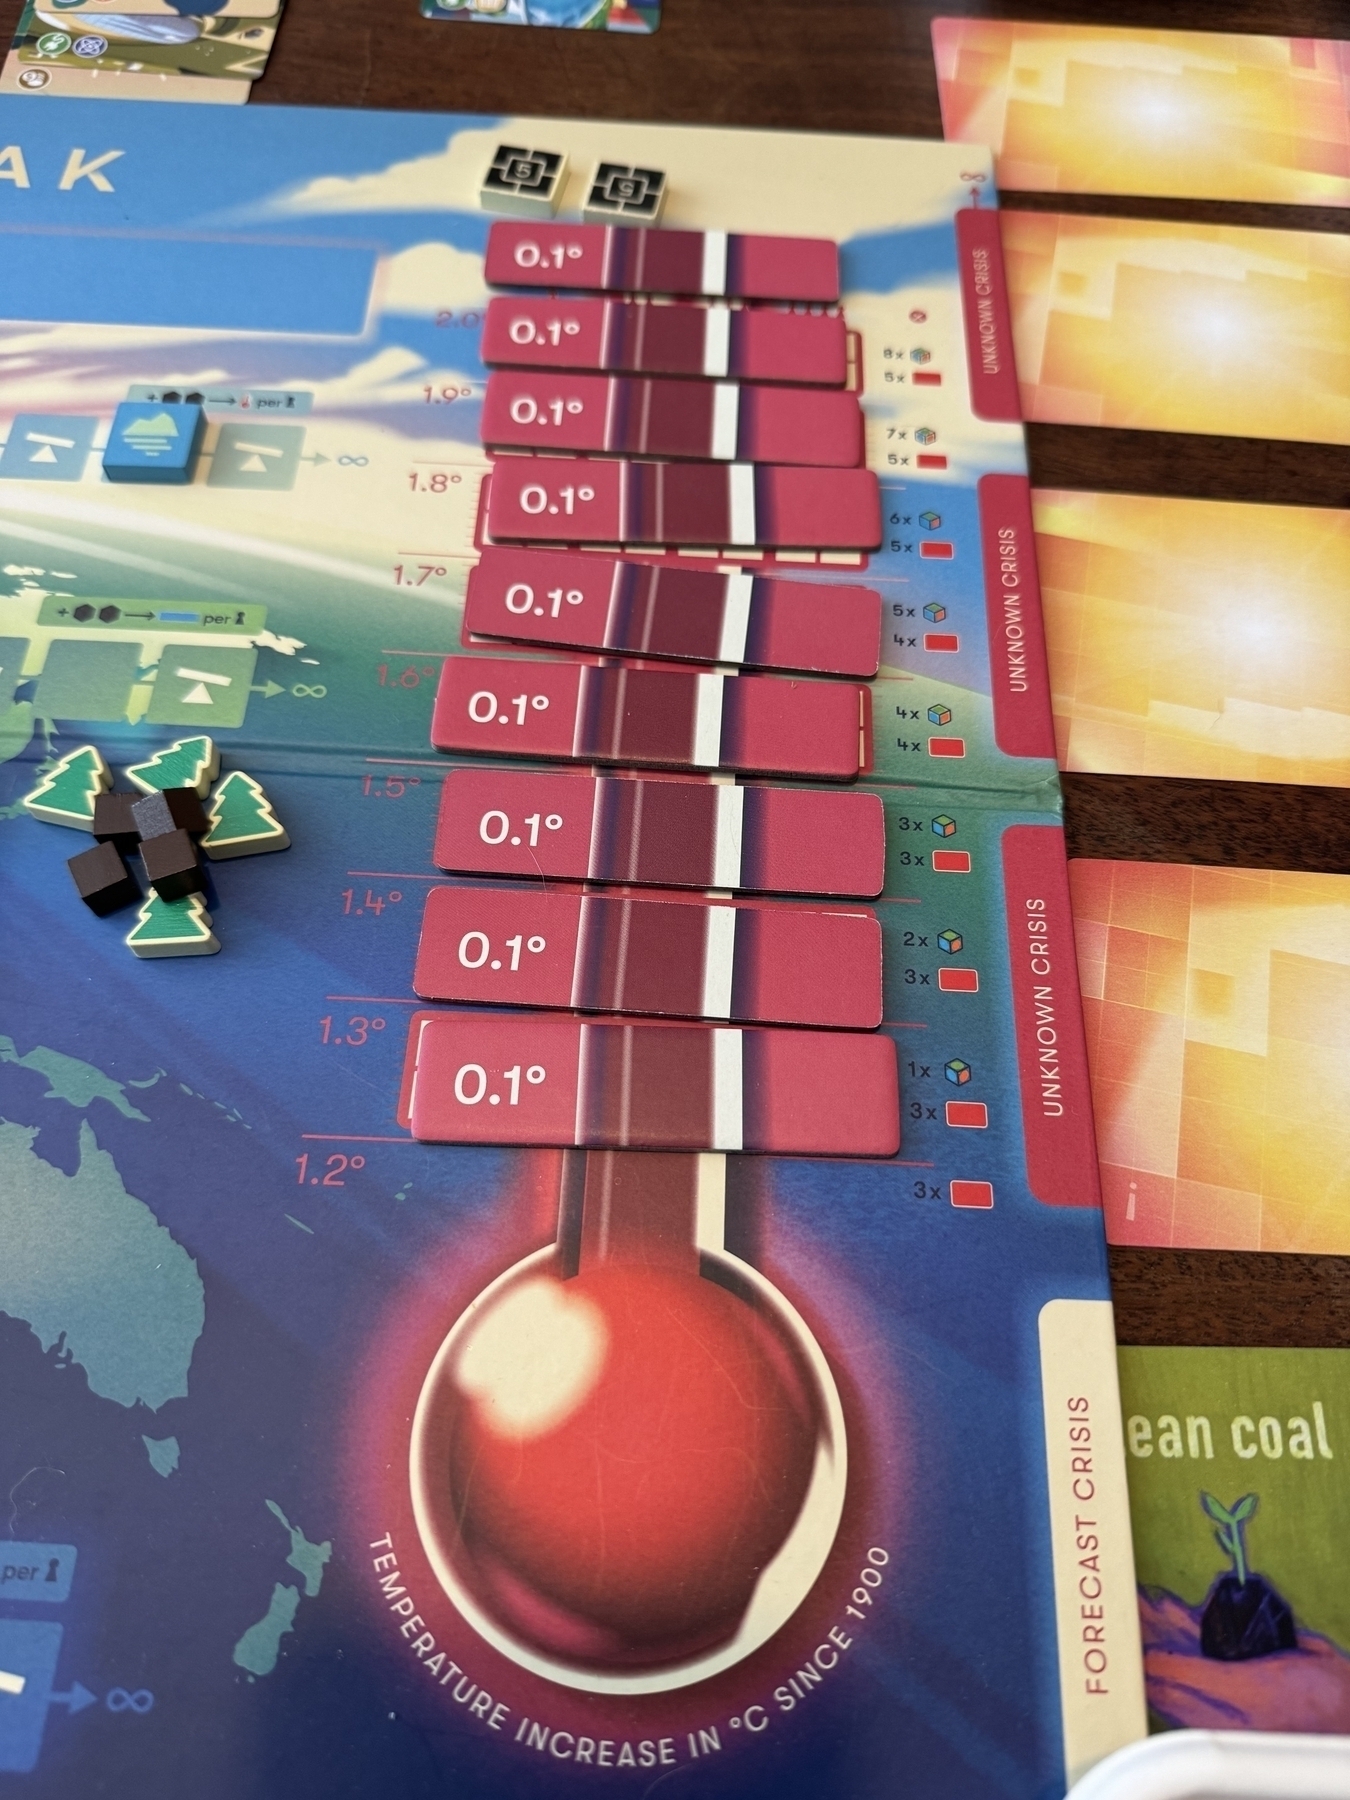 AK
5
5
∞
0.1°
UNKNOWN CRISIS
2.0
0.1°
8x
5x
+ → per
∞
1.9°
0.1°
7x
5x
1.8°
0.1°
6x
5x
UNKNOWN CRISIS
1.7°
0.1°
5x
4x
+ → per
∞
1.6°
0.1°
4x
4x
1.5°
0.1°
3x
3x
UNKNOWN CRISIS
1.4°
0.1°
2x
3x
1.3°
0.1°
1x
3x
1.2°
3x
FORECAST CRISIS
ean coal
per
∞
TEMPERATURE INCREASE IN °C SINCE 1900